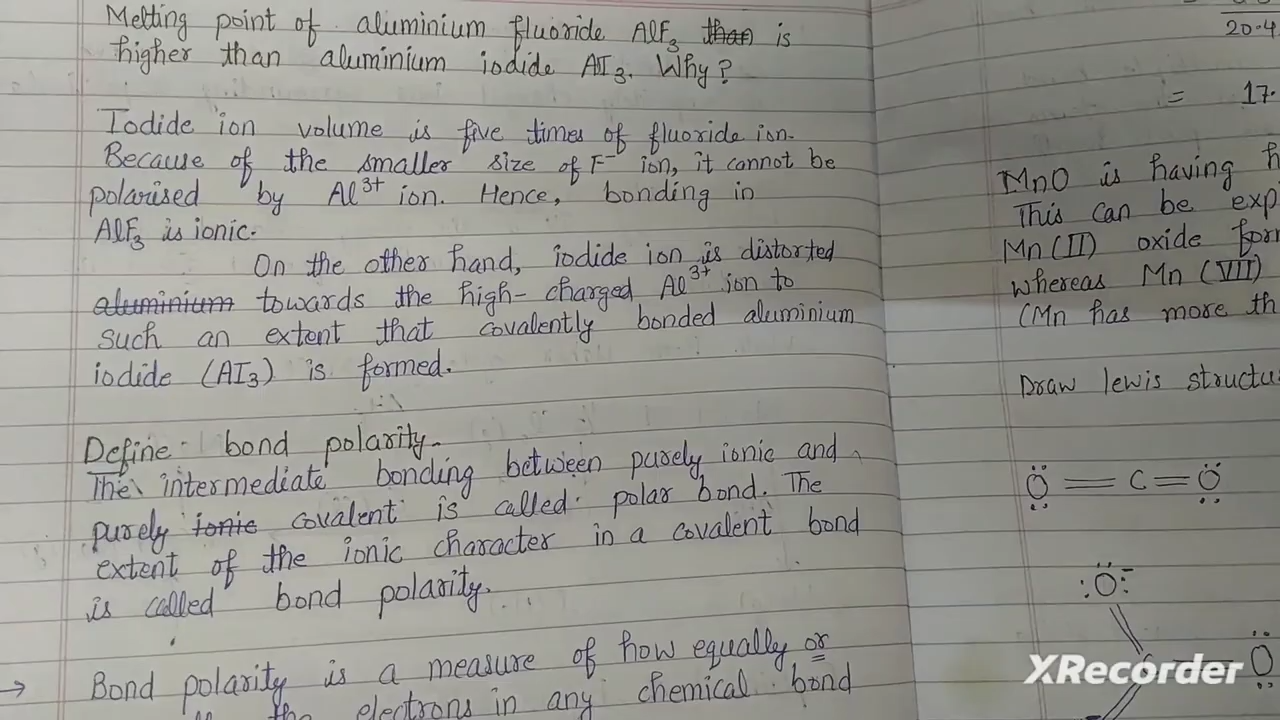 Melting point of aluminium fluoride AlF3 than is
higher than aluminium iodide AI3. Why?
Iodide ion volume is five times of fluoride ion.
Because of the smaller size of F⁻ ion, it cannot be
polarised by Al³⁺ ion. Hence, bonding in
AlF3 is ionic.
On the other hand, iodide ion is distorted
aluminium towards the high-charged Al³⁺ ion to
such an extent that covalently bonded aluminium
iodide (AI3) is formed.
Define bond polarity.
The intermediate bonding between purely ionic and
purely ionic covalent is called polar bond. The
extent of the ionic character in a covalent bond
is called bond polarity.
→ Bond polarity is a measure of how equally or
the electrons in any chemical bond
20.4
= 17.
MnO is having h
This can be exp
Mn (II) oxide for
whereas Mn (VII)
(Mn has more th
Draw lewis structu
O = C = O
O
O
XRecorder